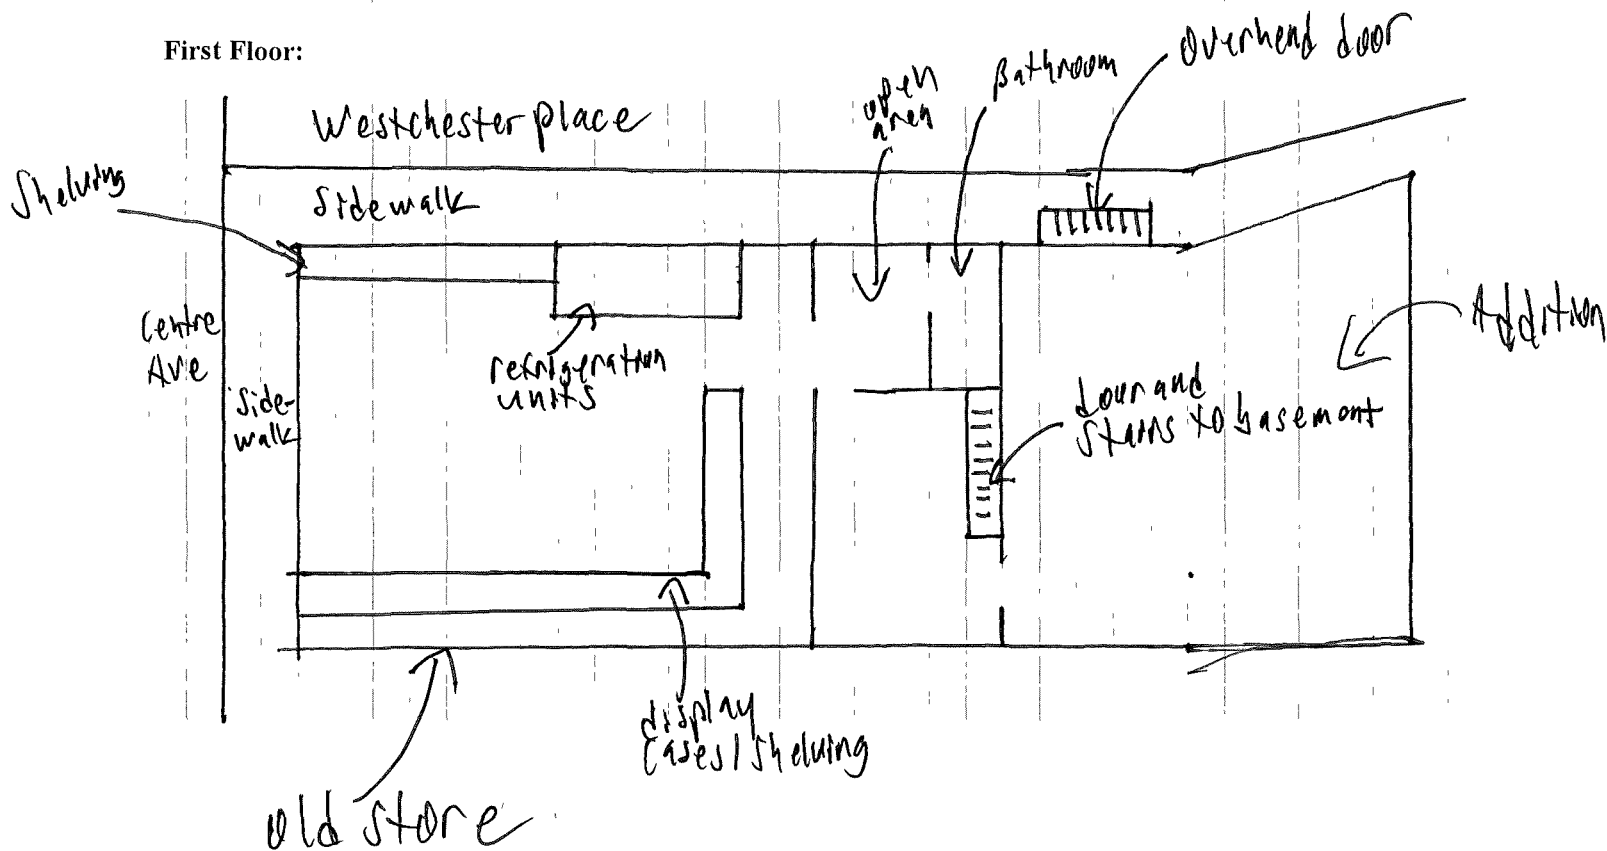 First Floor:
overhead door
Bathroom
open
area
Westchester place
Shelving
Sidewalk
Centre
Ave
Side-
walk
refrigeration
units
Addition
door and
stairs to basement
display
cases/shelving
old store